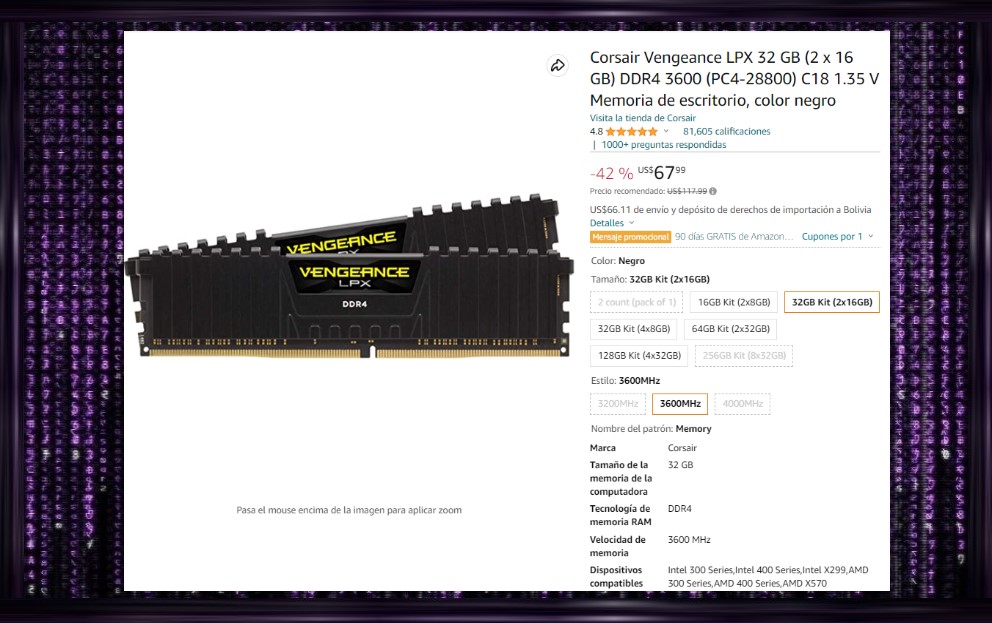 Corsair Vengeance LPX 32 GB (2 x 16
GB) DDR4 3600 (PC4-28800) C18 1.35 V
Memoria de escritorio, color negro
Visita la tienda de Corsair
4.8 81,605 calificaciones
| 1000+ preguntas respondidas
-42 % US$67⁹⁹
Precio recomendado: US$117.99
US$66.11 de envío y depósito de derechos de importación a Bolivia
Detalles
Mensaje promocional 90 días GRATIS de Amazon... Cupones por 1
Color: Negro
Tamaño: 32GB Kit (2x16GB)
2 count (pack of 1) 16GB Kit (2x8GB) 32GB Kit (2x16GB)
32GB Kit (4x8GB) 64GB Kit (2x32GB)
128GB Kit (4x32GB) 256GB Kit (8x32GB)
Estilo: 3600MHz
3200MHz 3600MHz 4000MHz
Nombre del patrón: Memory
Marca Corsair
Tamaño de la 32 GB
memoria de la
computadora
Tecnología de DDR4
memoria RAM
Velocidad de 3600 MHz
memoria
Dispositivos Intel 300 Series,Intel 400 Series,Intel X299,AMD
compatibles 300 Series,AMD 400 Series,AMD X570
VENGEANCE
VENGEANCE
LPX
DDR4
Pasa el mouse encima de la imagen para aplicar zoom